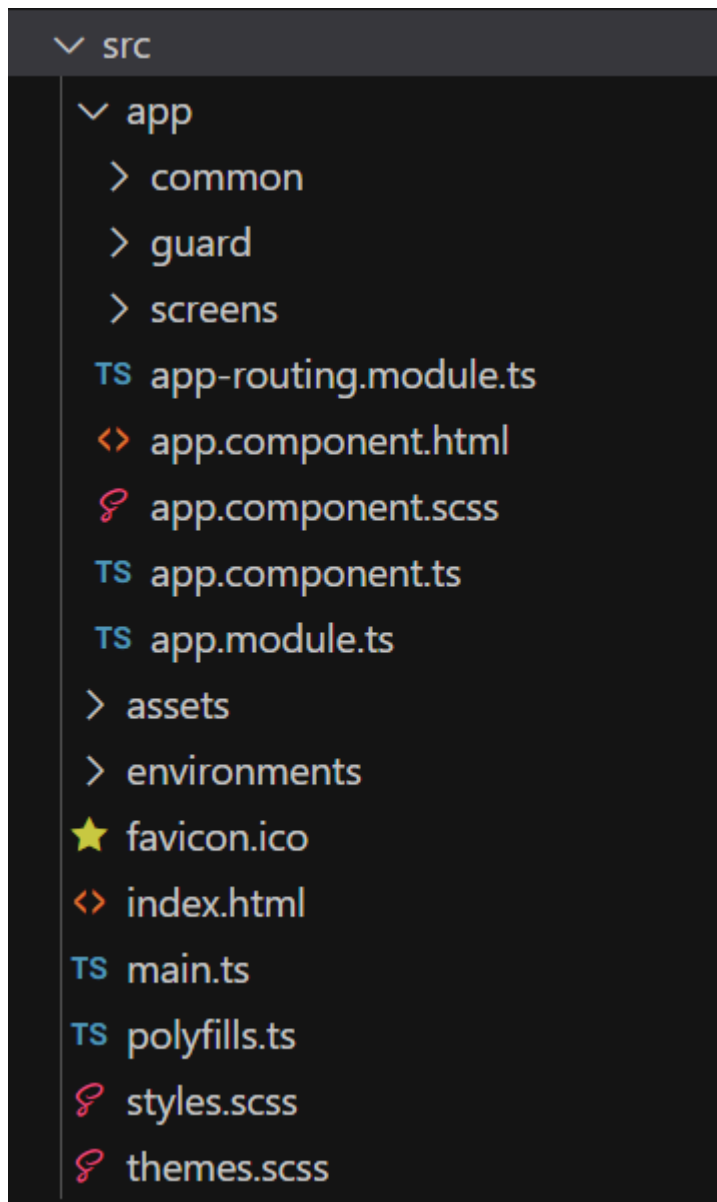 src
app
common
guard
screens
TS app-routing.module.ts
<> app.component.html
app.component.scss
TS app.component.ts
TS app.module.ts
assets
environments
favicon.ico
<> index.html
TS main.ts
TS polyfills.ts
styles.scss
themes.scss